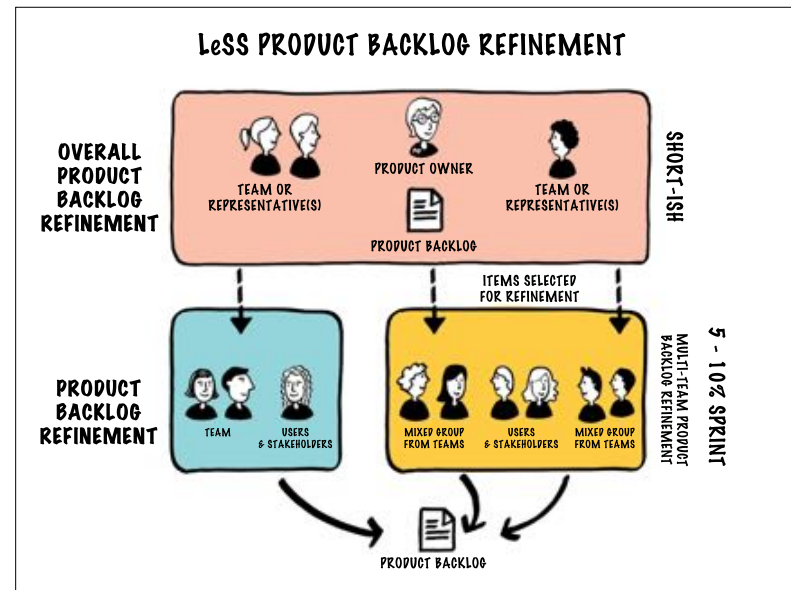 LeSS PRODUCT BACKLOG REFINEMENT
OVERALL
PRODUCT
BACKLOG
REFINEMENT
TEAM OR
REPRESENTATIVE(S)
PRODUCT OWNER
PRODUCT BACKLOG
TEAM OR
REPRESENTATIVE(S)
SHORT-ISH
ITEMS SELECTED
FOR REFINEMENT
PRODUCT
BACKLOG
REFINEMENT
TEAM
USERS
& STAKEHOLDERS
MIXED GROUP
FROM TEAMS
USERS
& STAKEHOLDERS
MIXED GROUP
FROM TEAMS
MULTI-TEAM PRODUCT
BACKLOG REFINEMENT
5 - 10% SPRINT
PRODUCT BACKLOG